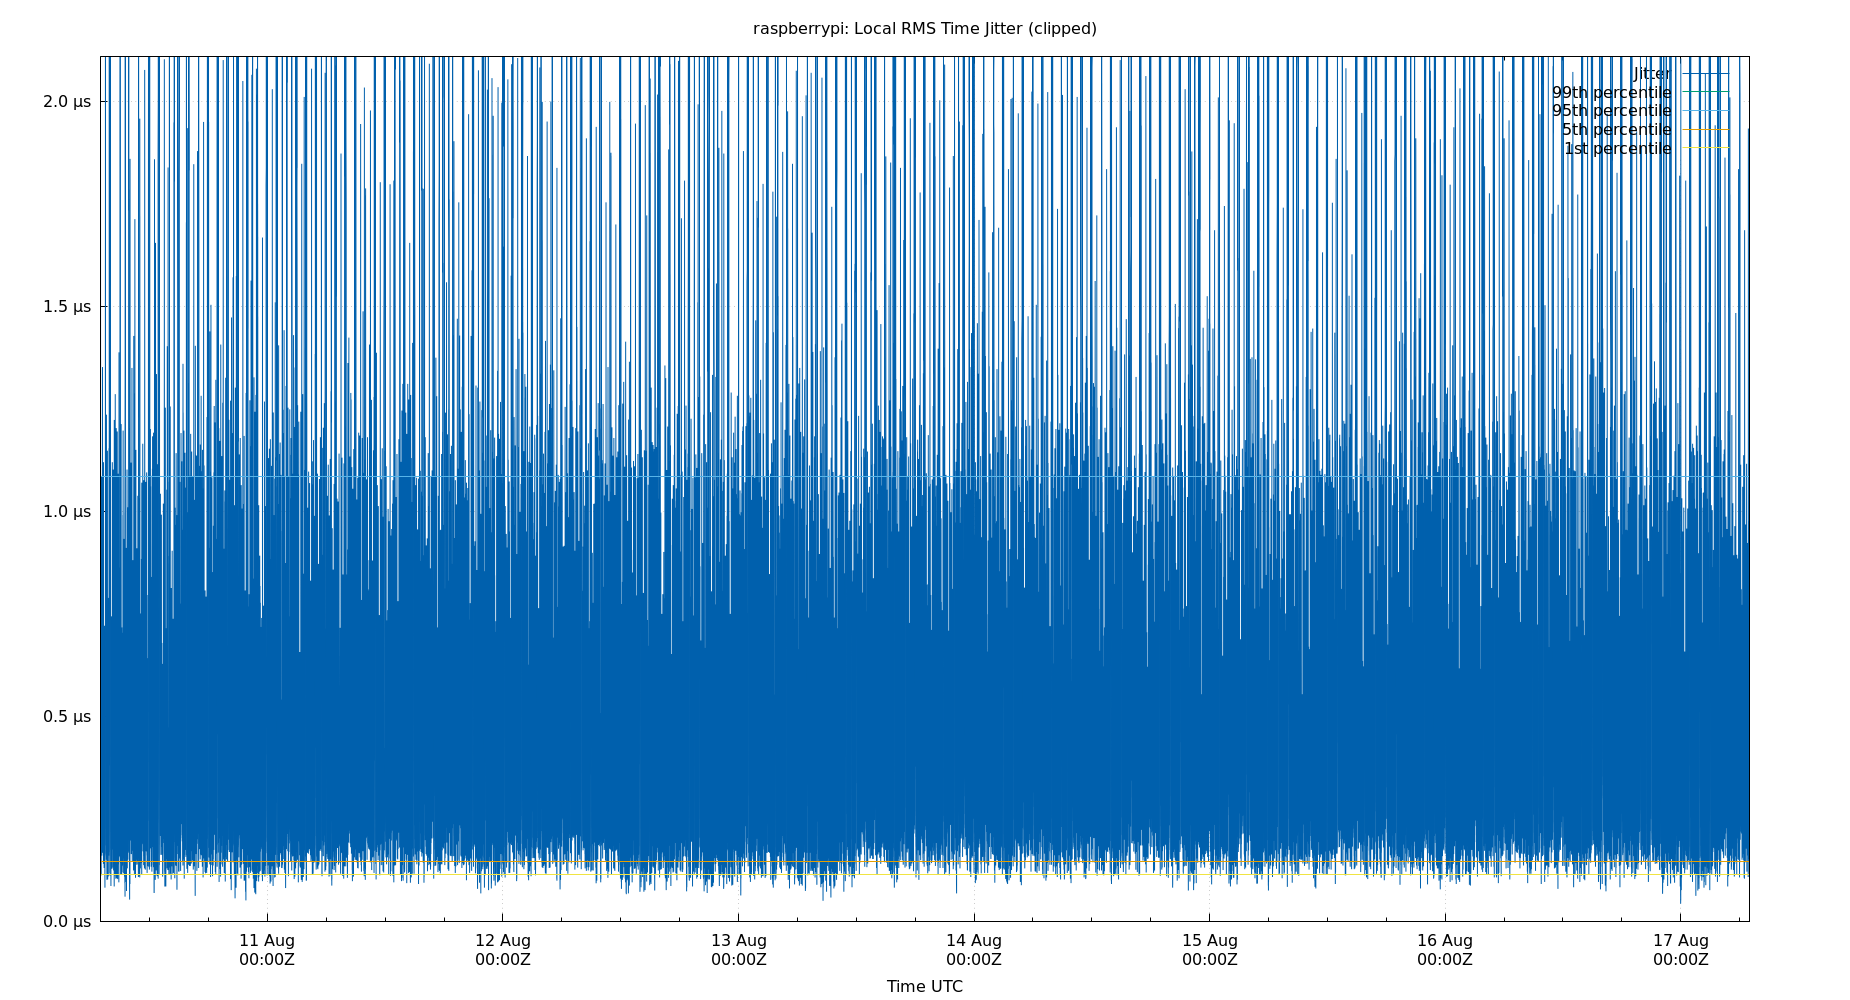 raspberrypi: Local RMS Time Jitter (clipped)
2.0 µs
1.5 µs
1.0 µs
0.5 µs
0.0 µs
Jitter
99th percentile
95th percentile
5th percentile
1st percentile
11 Aug 12 Aug 13 Aug 14 Aug 15 Aug 16 Aug 17 Aug
00:00Z 00:00Z 00:00Z 00:00Z 00:00Z 00:00Z 00:00Z
Time UTC